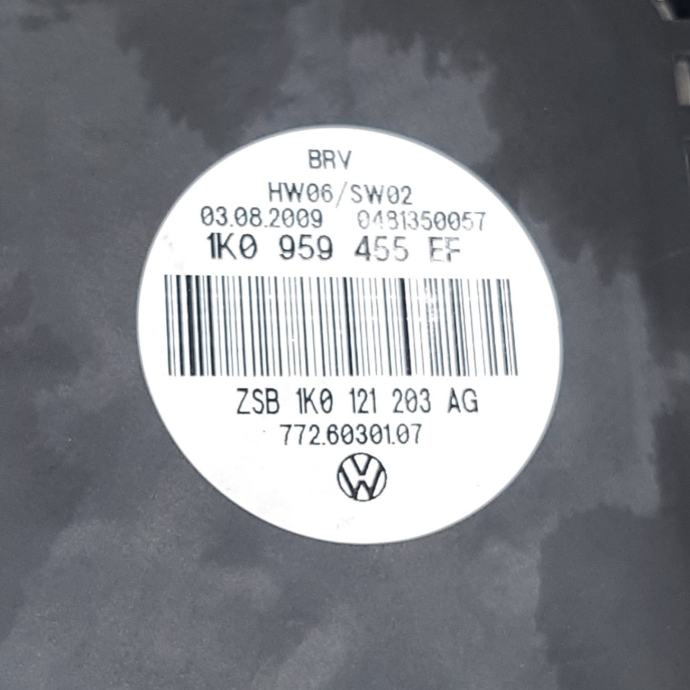 BRV
HW06/SW02
03.08.2009 0481350057
1K0 959 455 EF
ZSB 1K0 121 203 AG
772.60301.07
VW